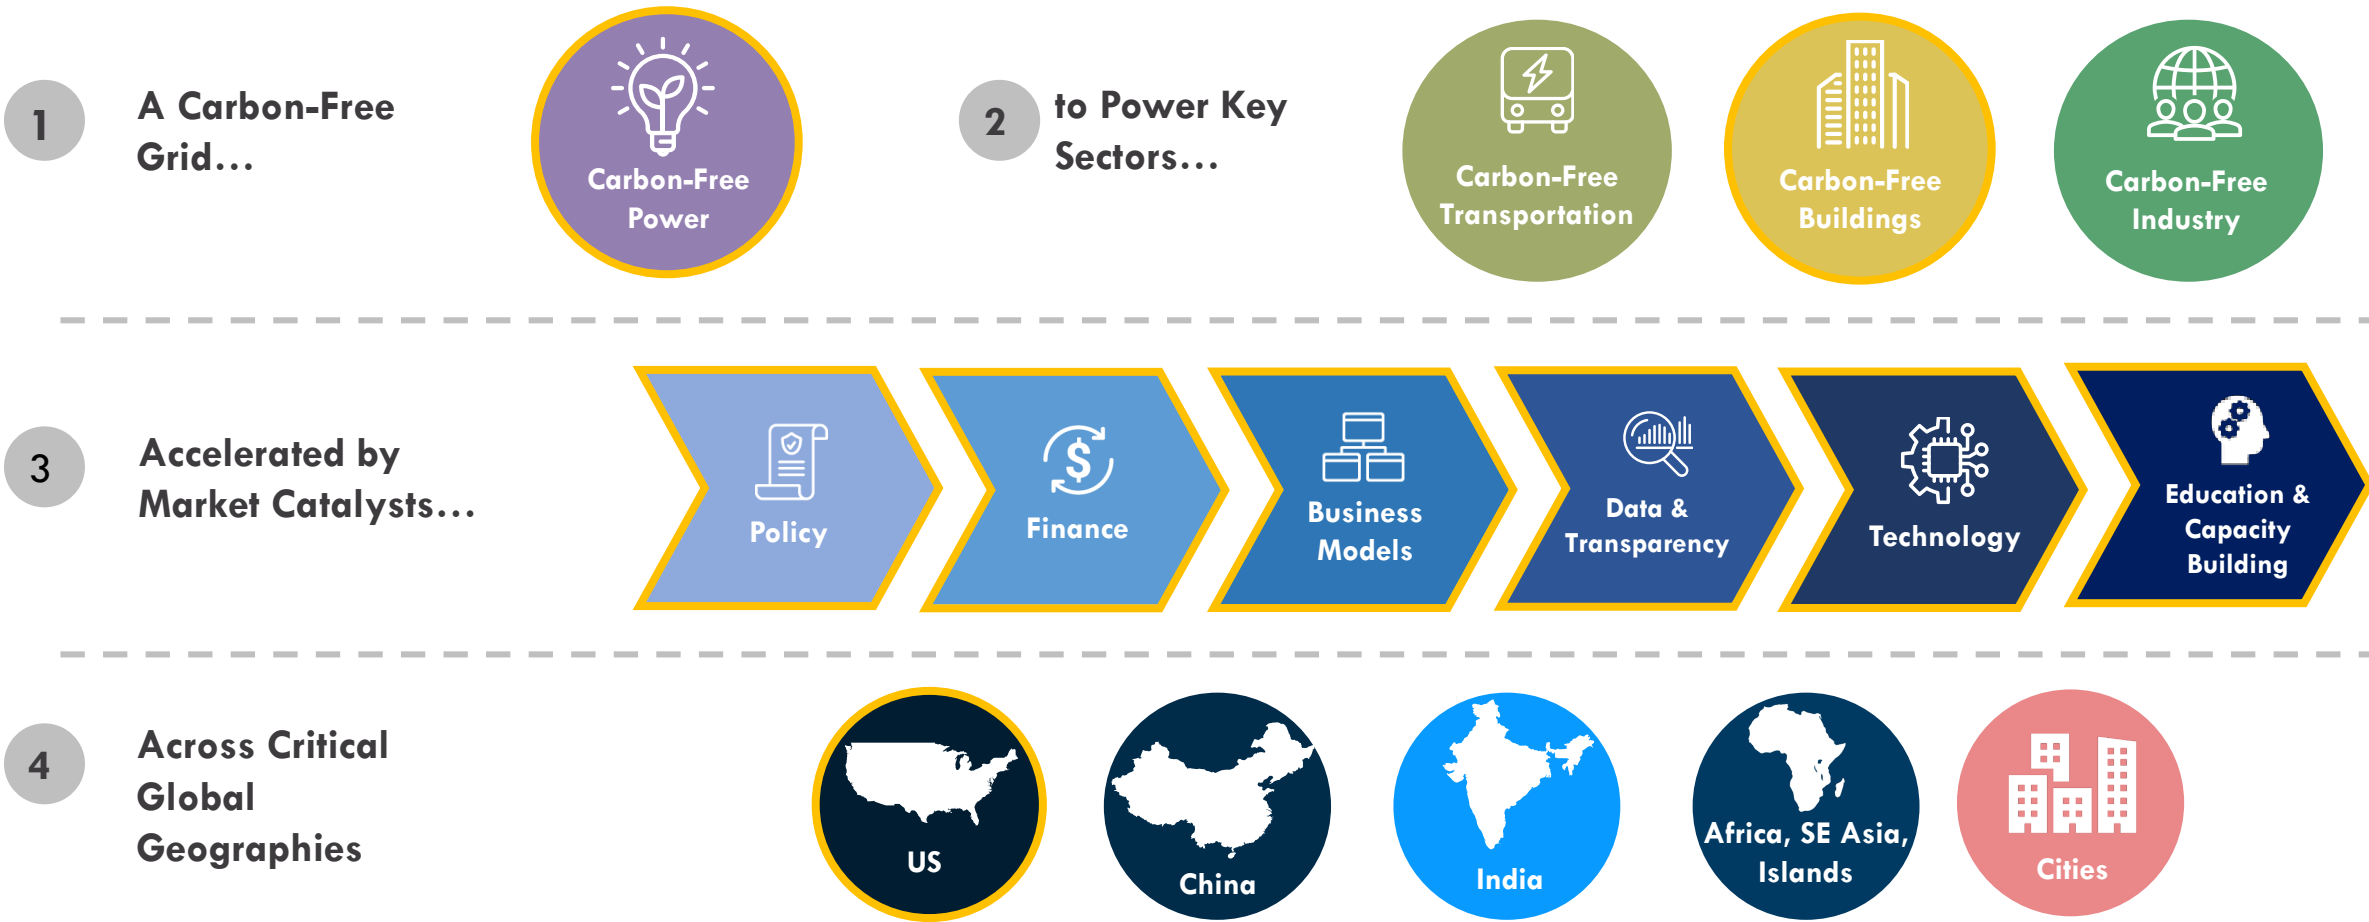 1
A Carbon-Free
Grid...
Carbon-Free
Power
2
to Power Key
Sectors...
Carbon-Free
Transportation
Carbon-Free
Buildings
Carbon-Free
Industry
3
Accelerated by
Market Catalysts...
Policy
Finance
Business
Models
Data &
Transparency
Technology
Education &
Capacity
Building
4
Across Critical
Global
Geographies
US
China
India
Africa, SE Asia,
Islands
Cities